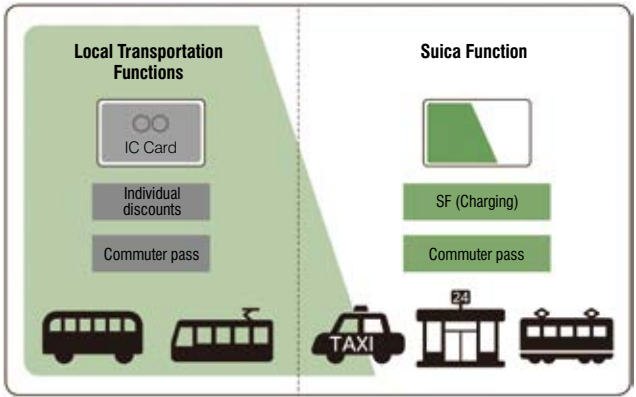 Local Transportation
Functions
Suica Function
IC Card
Individual
discounts
Commuter pass
SF (Charging)
Commuter pass
TAXI
24